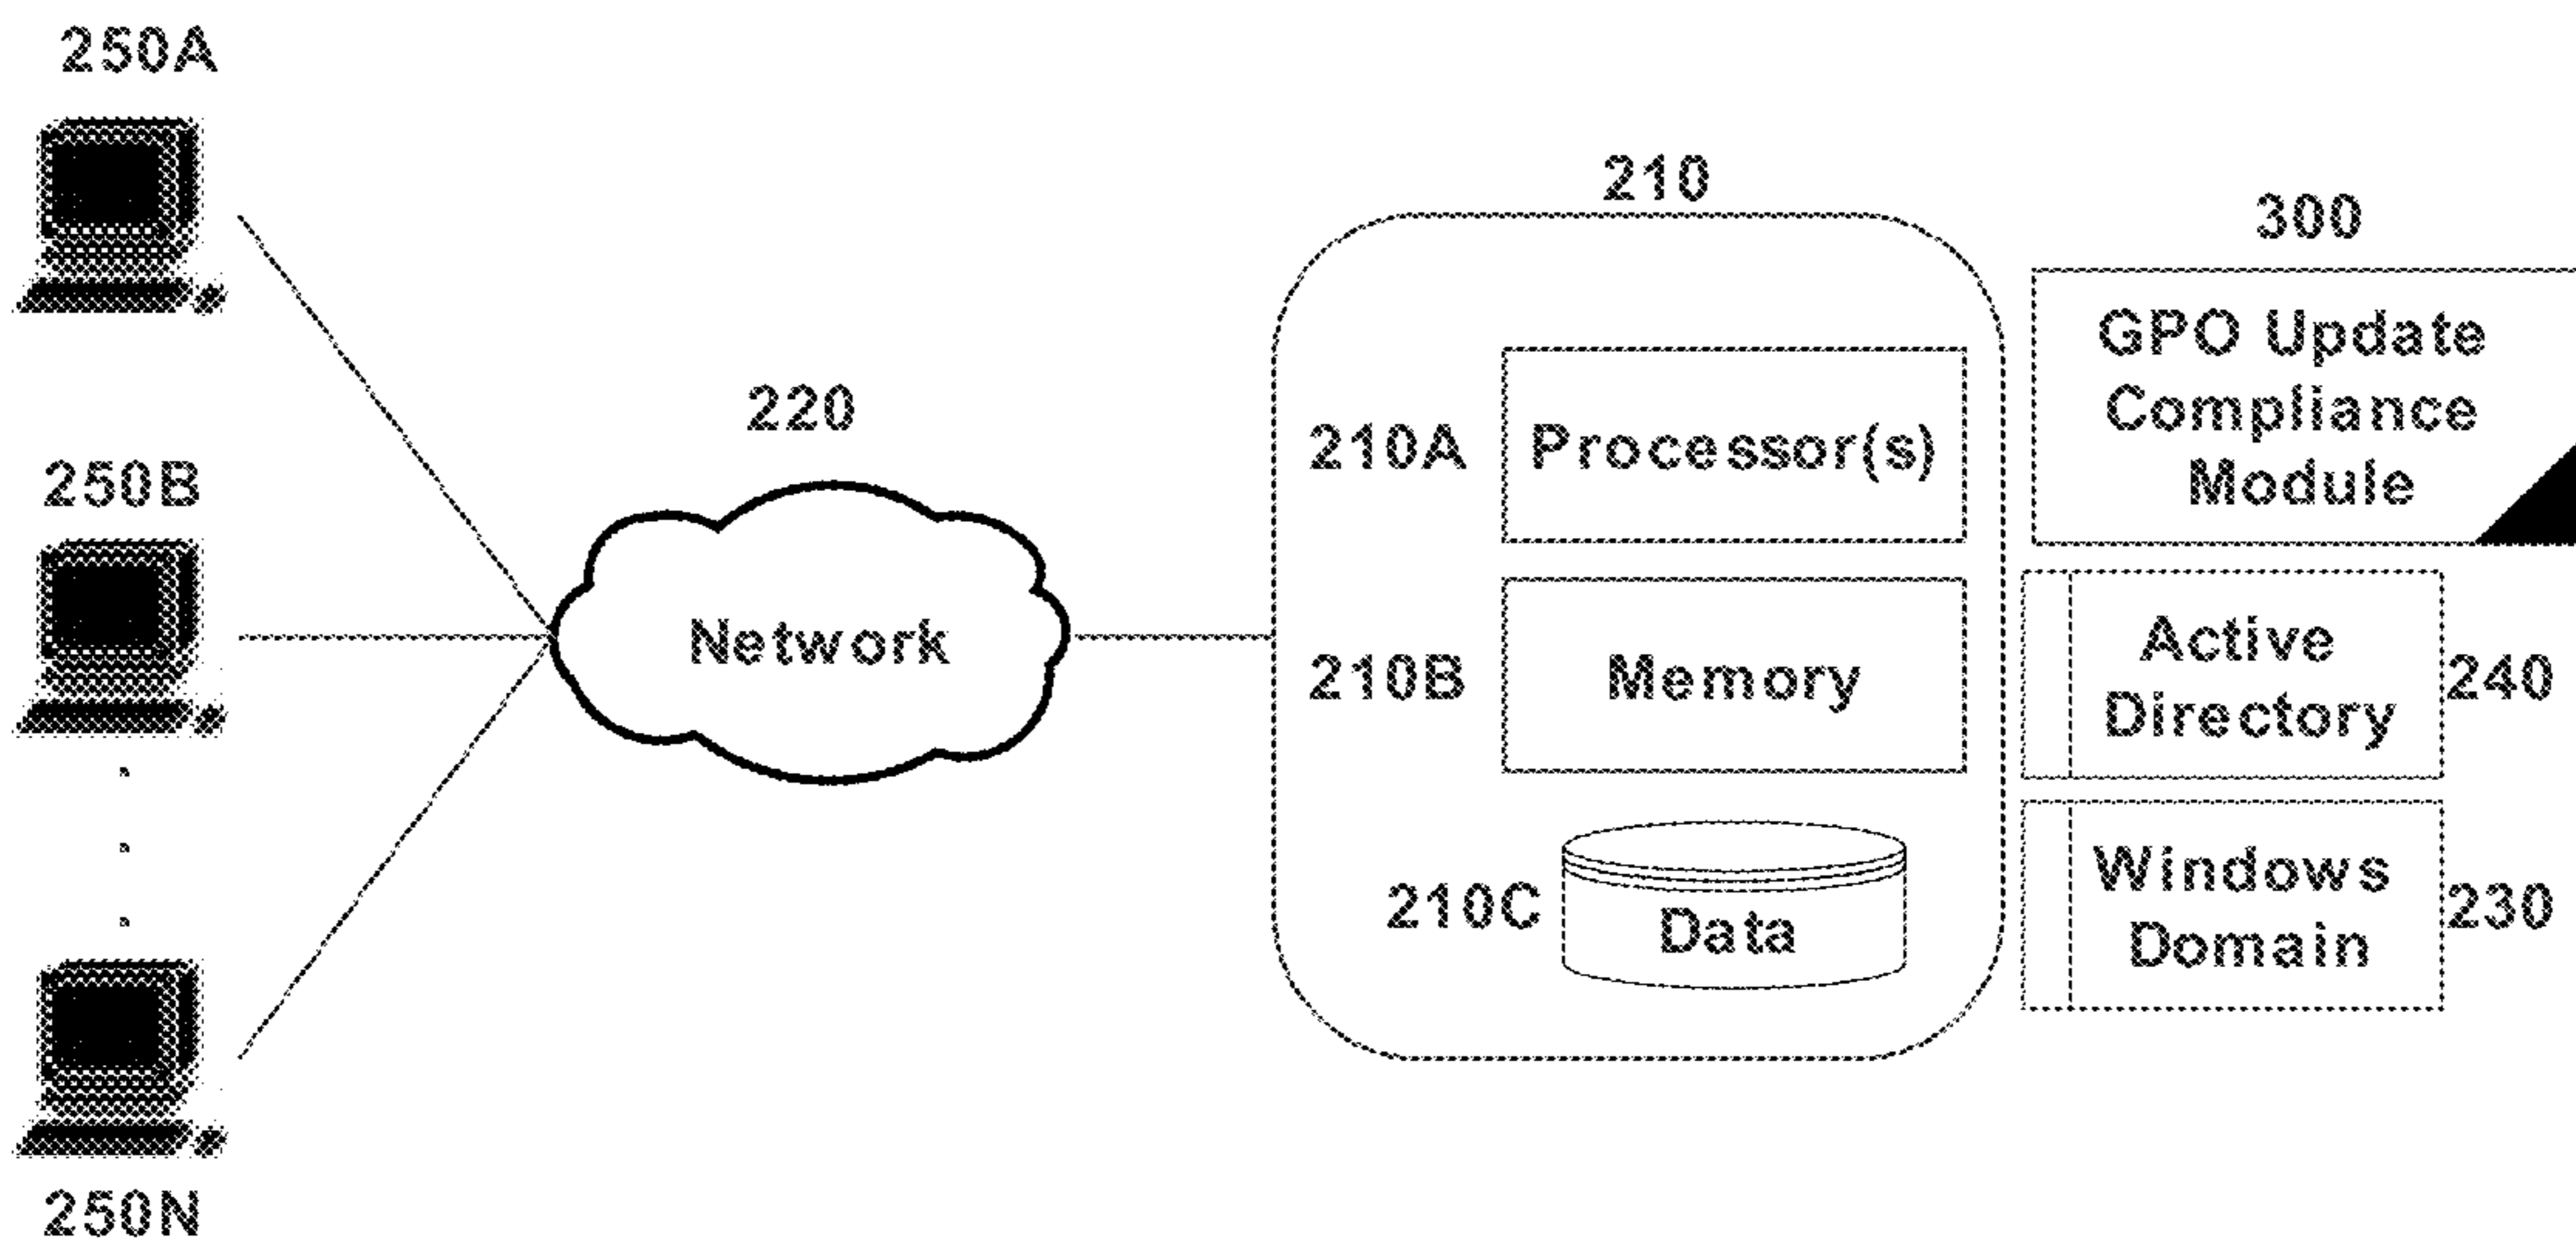 250A
250B
250N
220
Network
210
210A
Processor(s)
210B
Memory
210C
Data
300
GPO Update
Compliance
Module
Active
Directory
240
Windows
Domain
230